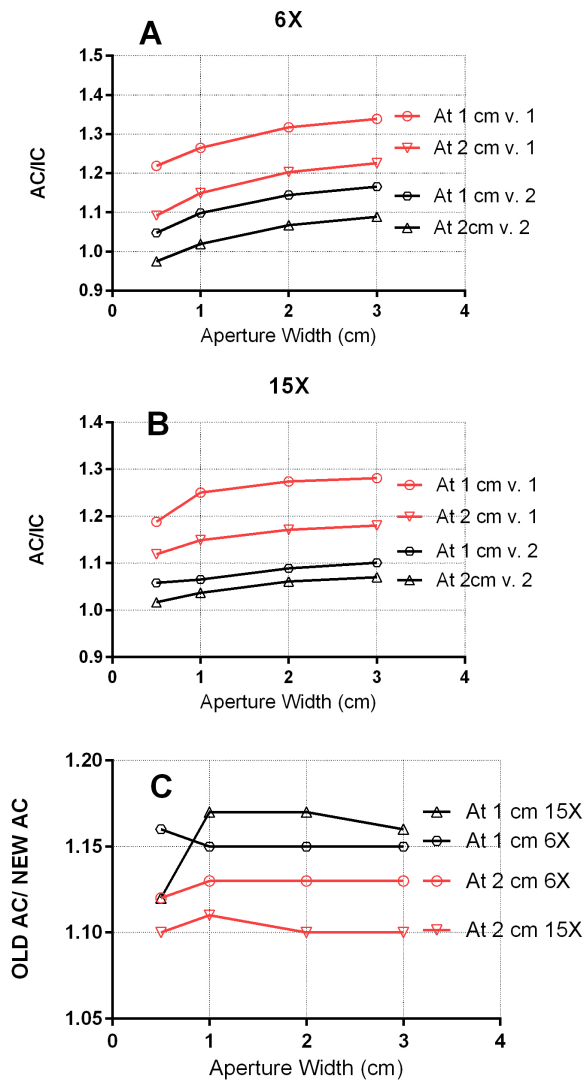 6X
A
1.5
1.4
1.3
1.2
1.1
1.0
0.9
AC/IC
At 1 cm v. 1
At 2 cm v. 1
At 1 cm v. 2
At 2cm v. 2
0 1 2 3 4
Aperture Width (cm)
15X
B
1.4
1.3
1.2
1.1
1.0
0.9
AC/IC
At 1 cm v. 1
At 2 cm v. 1
At 1 cm v. 2
At 2cm v. 2
0 1 2 3 4
Aperture Width (cm)
C
1.20
1.15
1.10
1.05
OLD AC/ NEW AC
At 1 cm 15X
At 1 cm 6X
At 2 cm 6X
At 2 cm 15X
0 1 2 3 4
Aperture Width (cm)